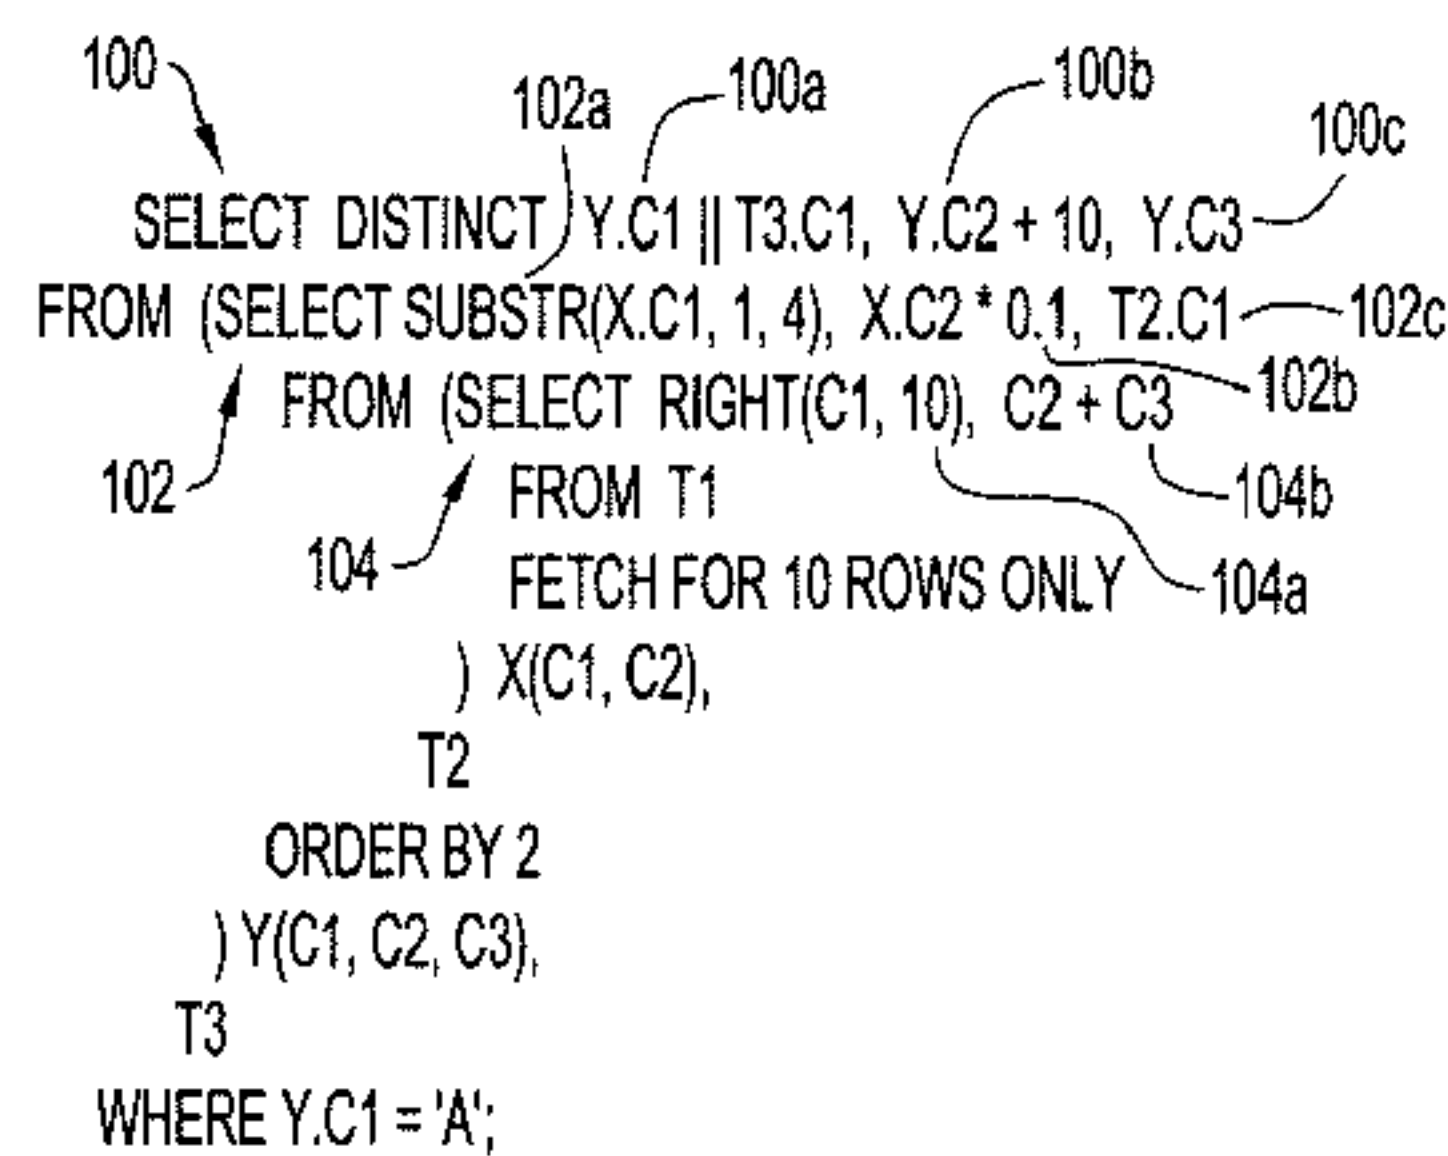 100 102a 100a 100b 100c
SELECT DISTINCT Y.C1 || T3.C1, Y.C2 + 10, Y.C3
FROM (SELECT SUBSTR(X.C1, 1, 4), X.C2 * 0.1, T2.C1 102c
FROM (SELECT RIGHT(C1, 10), C2 + C3 102b
102 FROM T1 104b
104 FETCH FOR 10 ROWS ONLY 104a
) X(C1, C2),
T2
ORDER BY 2
) Y(C1, C2, C3),
T3
WHERE Y.C1 = 'A';